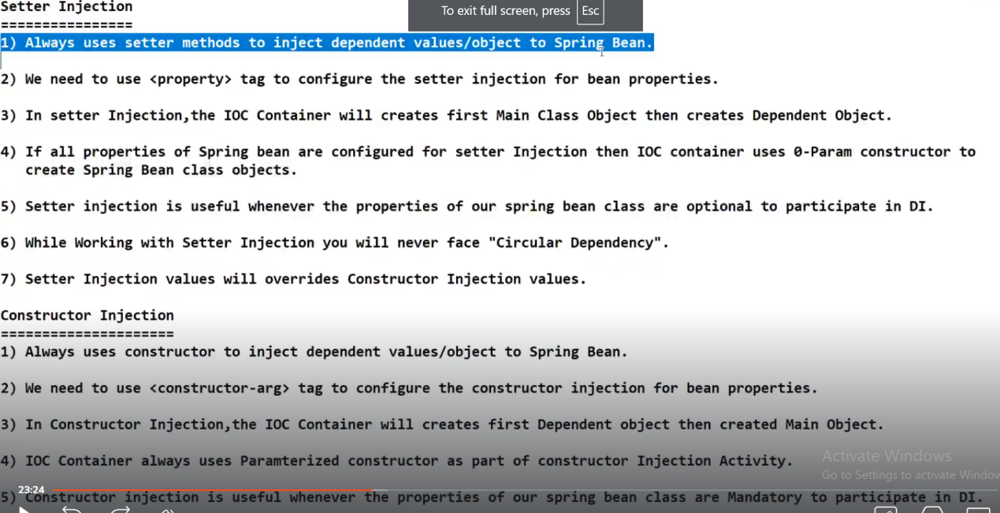 Setter Injection
To exit full screen, press Esc
================
1) Always uses setter methods to inject dependent values/object to Spring Bean.
2) We need to use <property> tag to configure the setter injection for bean properties.
3) In setter Injection,the IOC Container will creates first Main Class Object then creates Dependent Object.
4) If all properties of Spring bean are configured for setter Injection then IOC container uses 0-Param constructor to
create Spring Bean class objects.
5) Setter injection is useful whenever the properties of our spring bean class are optional to participate in DI.
6) While Working with Setter Injection you will never face "Circular Dependency".
7) Setter Injection values will overrides Constructor Injection values.
Constructor Injection
=====================
1) Always uses constructor to inject dependent values/object to Spring Bean.
2) We need to use <constructor-arg> tag to configure the constructor injection for bean properties.
3) In Constructor Injection,the IOC Container will creates first Dependent object then created Main Object.
4) IOC Container always uses Paramterized constructor as part of constructor Injection Activity.
Activate Windows
Go to Settings to activate Window
23:24
5) Constructor injection is useful whenever the properties of our spring bean class are Mandatory to participate in DI.